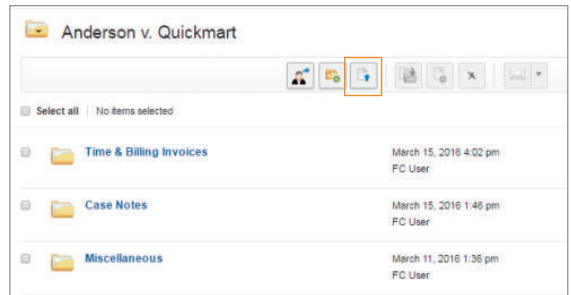 Anderson v. Quickmart
Select all No items selected
Time & Billing Invoices March 15, 2016 4:02 pm
FC User
Case Notes March 15, 2016 1:46 pm
FC User
Miscellaneous March 11, 2016 1:36 pm
FC User